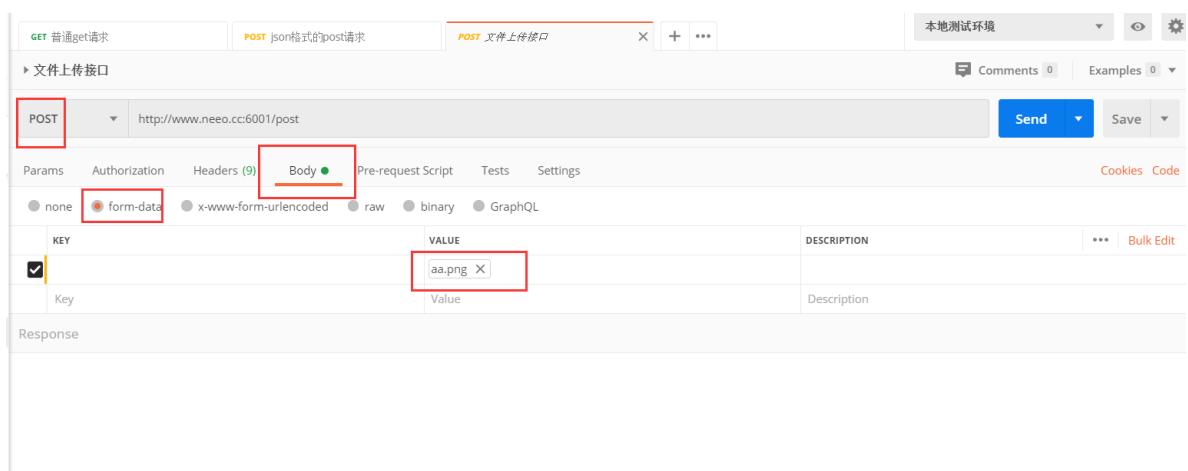 GET 普通get请求 POST json格式的post请求 POST 文件上传接口 本地测试环境
文件上传接口 Comments 0 Examples 0
POST http://www.neeo.cc:6001/post Send Save
Params Authorization Headers (9) Body Pre-request Script Tests Settings Cookies Code
none form-data x-www-form-urlencoded raw binary GraphQL
KEY VALUE DESCRIPTION Bulk Edit
aa.png
Key Value Description
Response